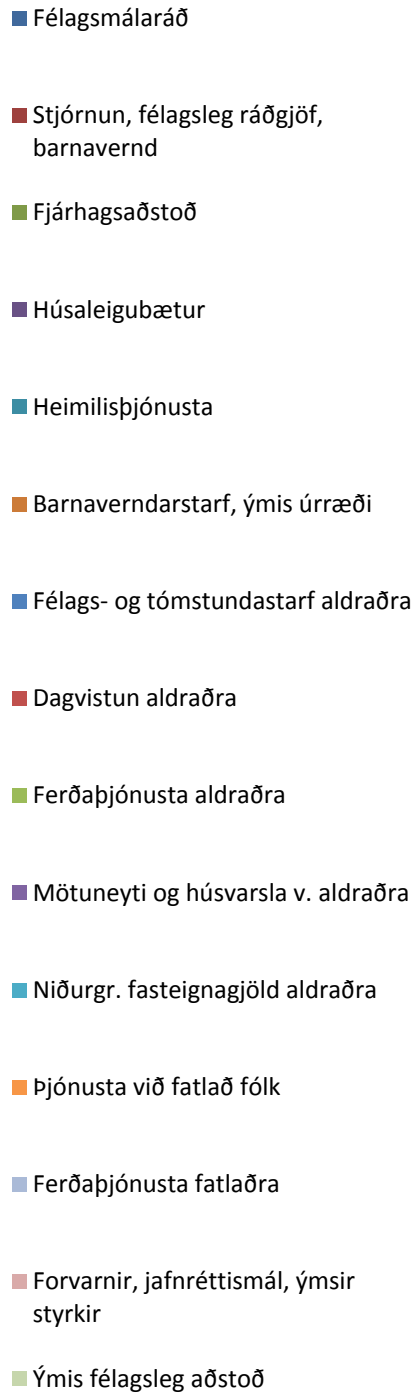 Félagsmálaráð
Stjórnun, félagsleg ráðgjöf,
barnavernd
Fjárhagsaðstoð
Húsaleigubætur
Heimilisþjónusta
Barnaverndarstarf, ýmis úrræði
Félags- og tómstundastarf aldraðra
Dagvistun aldraðra
Ferðaþjónusta aldraðra
Mötuneyti og húsvarsla v. aldraðra
Niðurgr. fasteignagjöld aldraðra
Þjónusta við fatlað fólk
Ferðaþjónusta fatlaðra
Forvarnir, jafnréttismál, ýmsir
styrkir
Ýmis félagsleg aðstoð